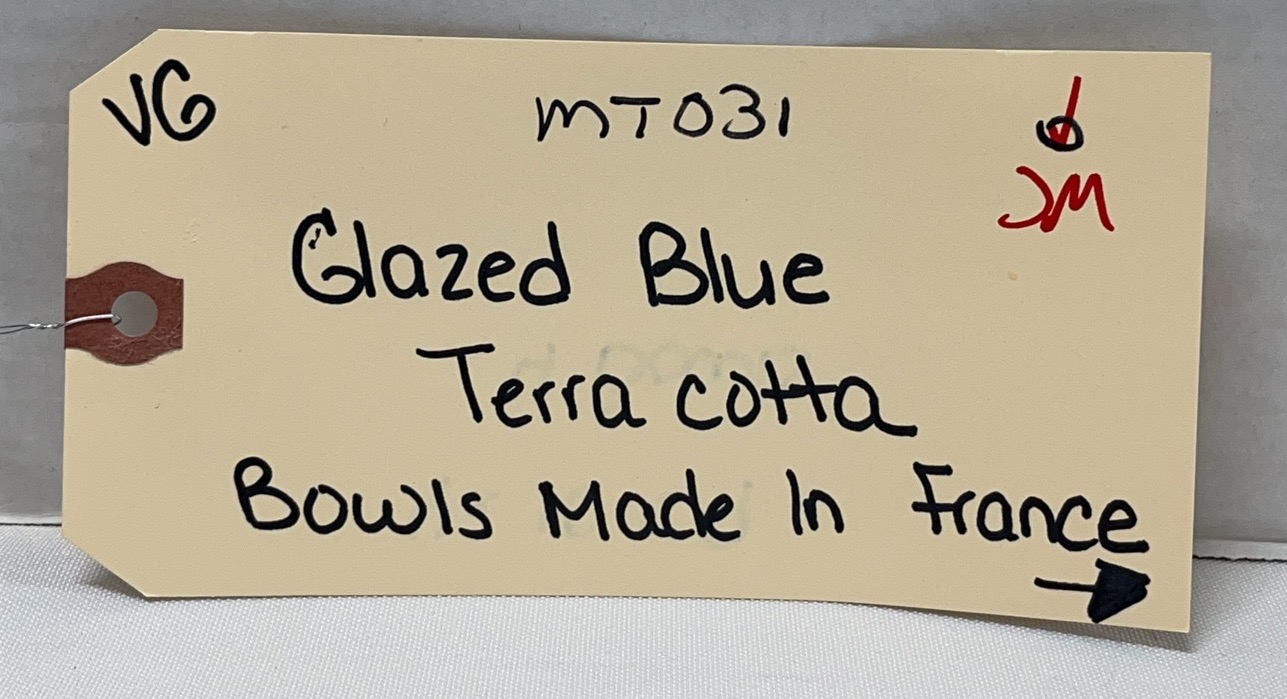 VG
MT031
JM
Glazed Blue
Terra cotta
Bowls Made In France